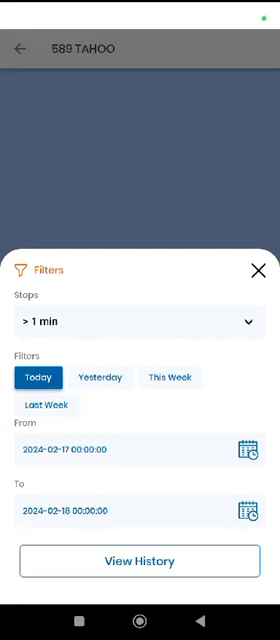 589 TAHOO
Filters
Stops
> 1 min
Filtors
Today Yesterday This Week
Last Week
From
2024-02-17 00:00:00
To
2024-02-18 00:00:00
View History